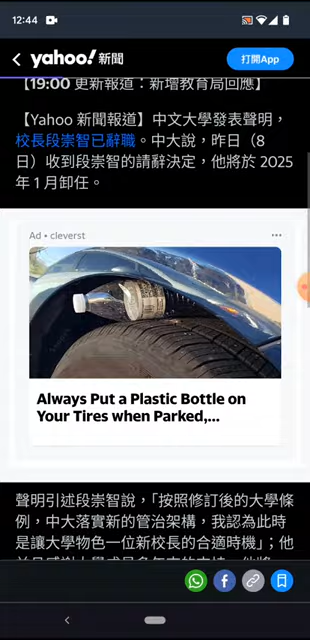 12:44
yahoo!新聞
打開App
【19:00 更新報道：新增教育局回應】
【Yahoo 新聞報道】中文大學發表聲明，
校長段崇智已辭職。中大說，昨日（8
日）收到段崇智的請辭決定，他將於 2025
年 1 月卸任。
Ad • cleverst
Always Put a Plastic Bottle on
Your Tires when Parked,...
聲明引述段崇智說，「按照修訂後的大學條
例，中大落實新的管治架構，我認為此時
是讓大學物色一位新校長的合適時機」；他